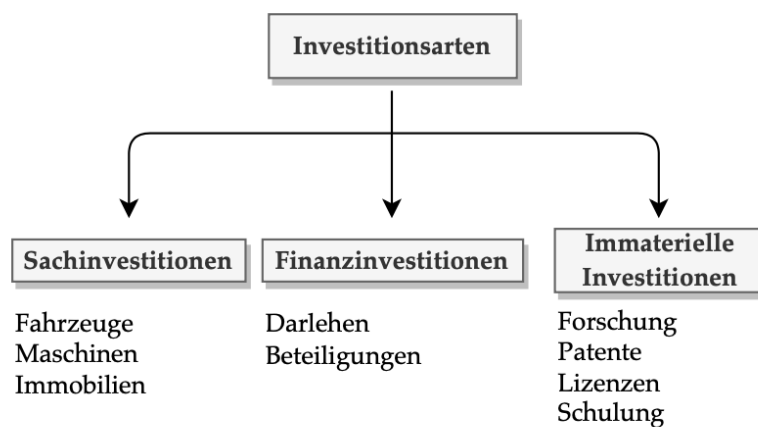 Investitionsarten
Sachinvestitionen
Fahrzeuge
Maschinen
Immobilien
Finanzinvestitionen
Darlehen
Beteiligungen
Immaterielle
Investitionen
Forschung
Patente
Lizenzen
Schulung